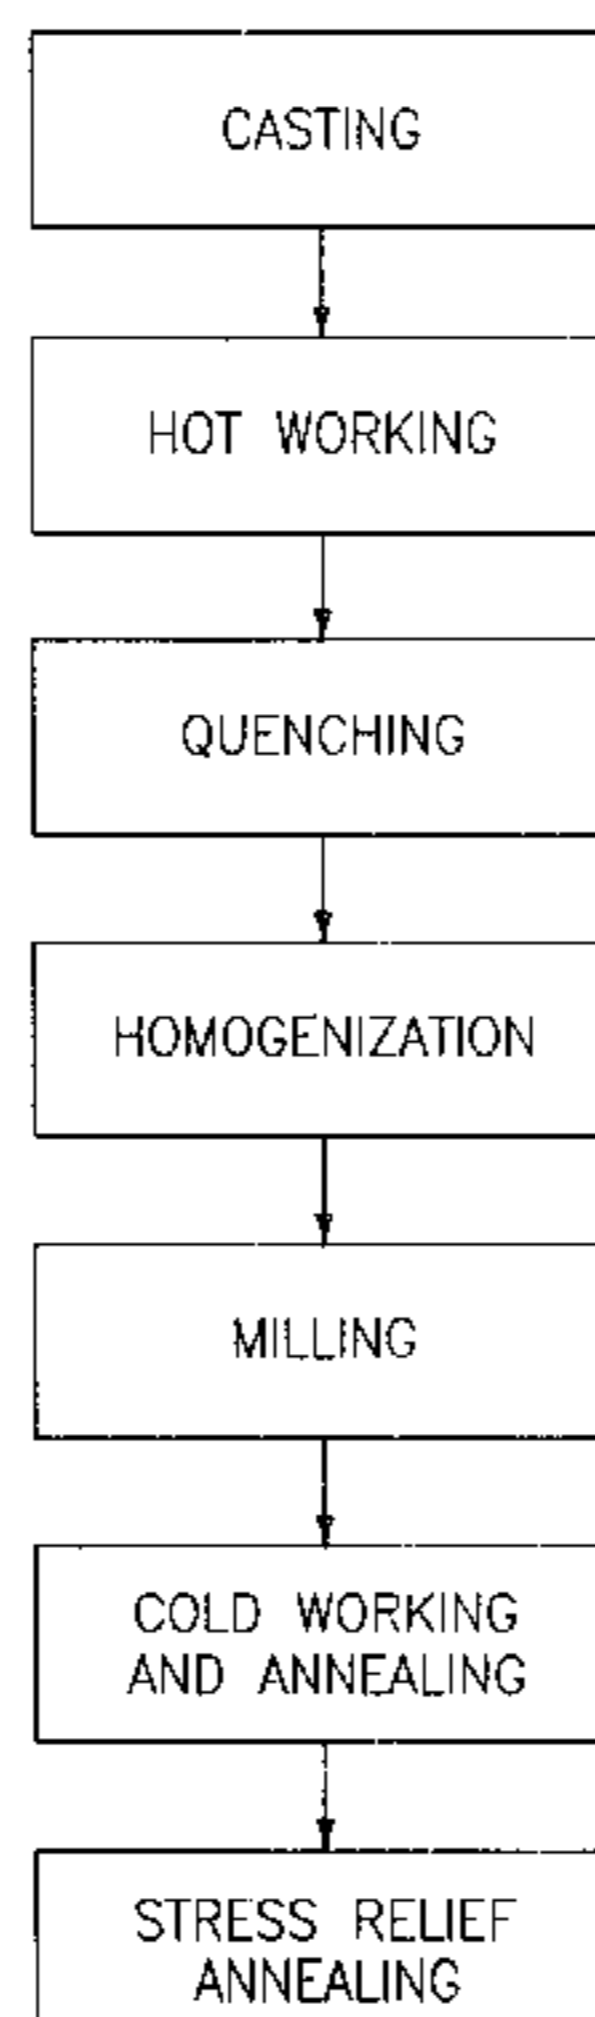 CASTING
HOT WORKING
QUENCHING
HOMOGENIZATION
MILLING
COLD WORKING
AND ANNEALING
STRESS RELIEF
ANNEALING